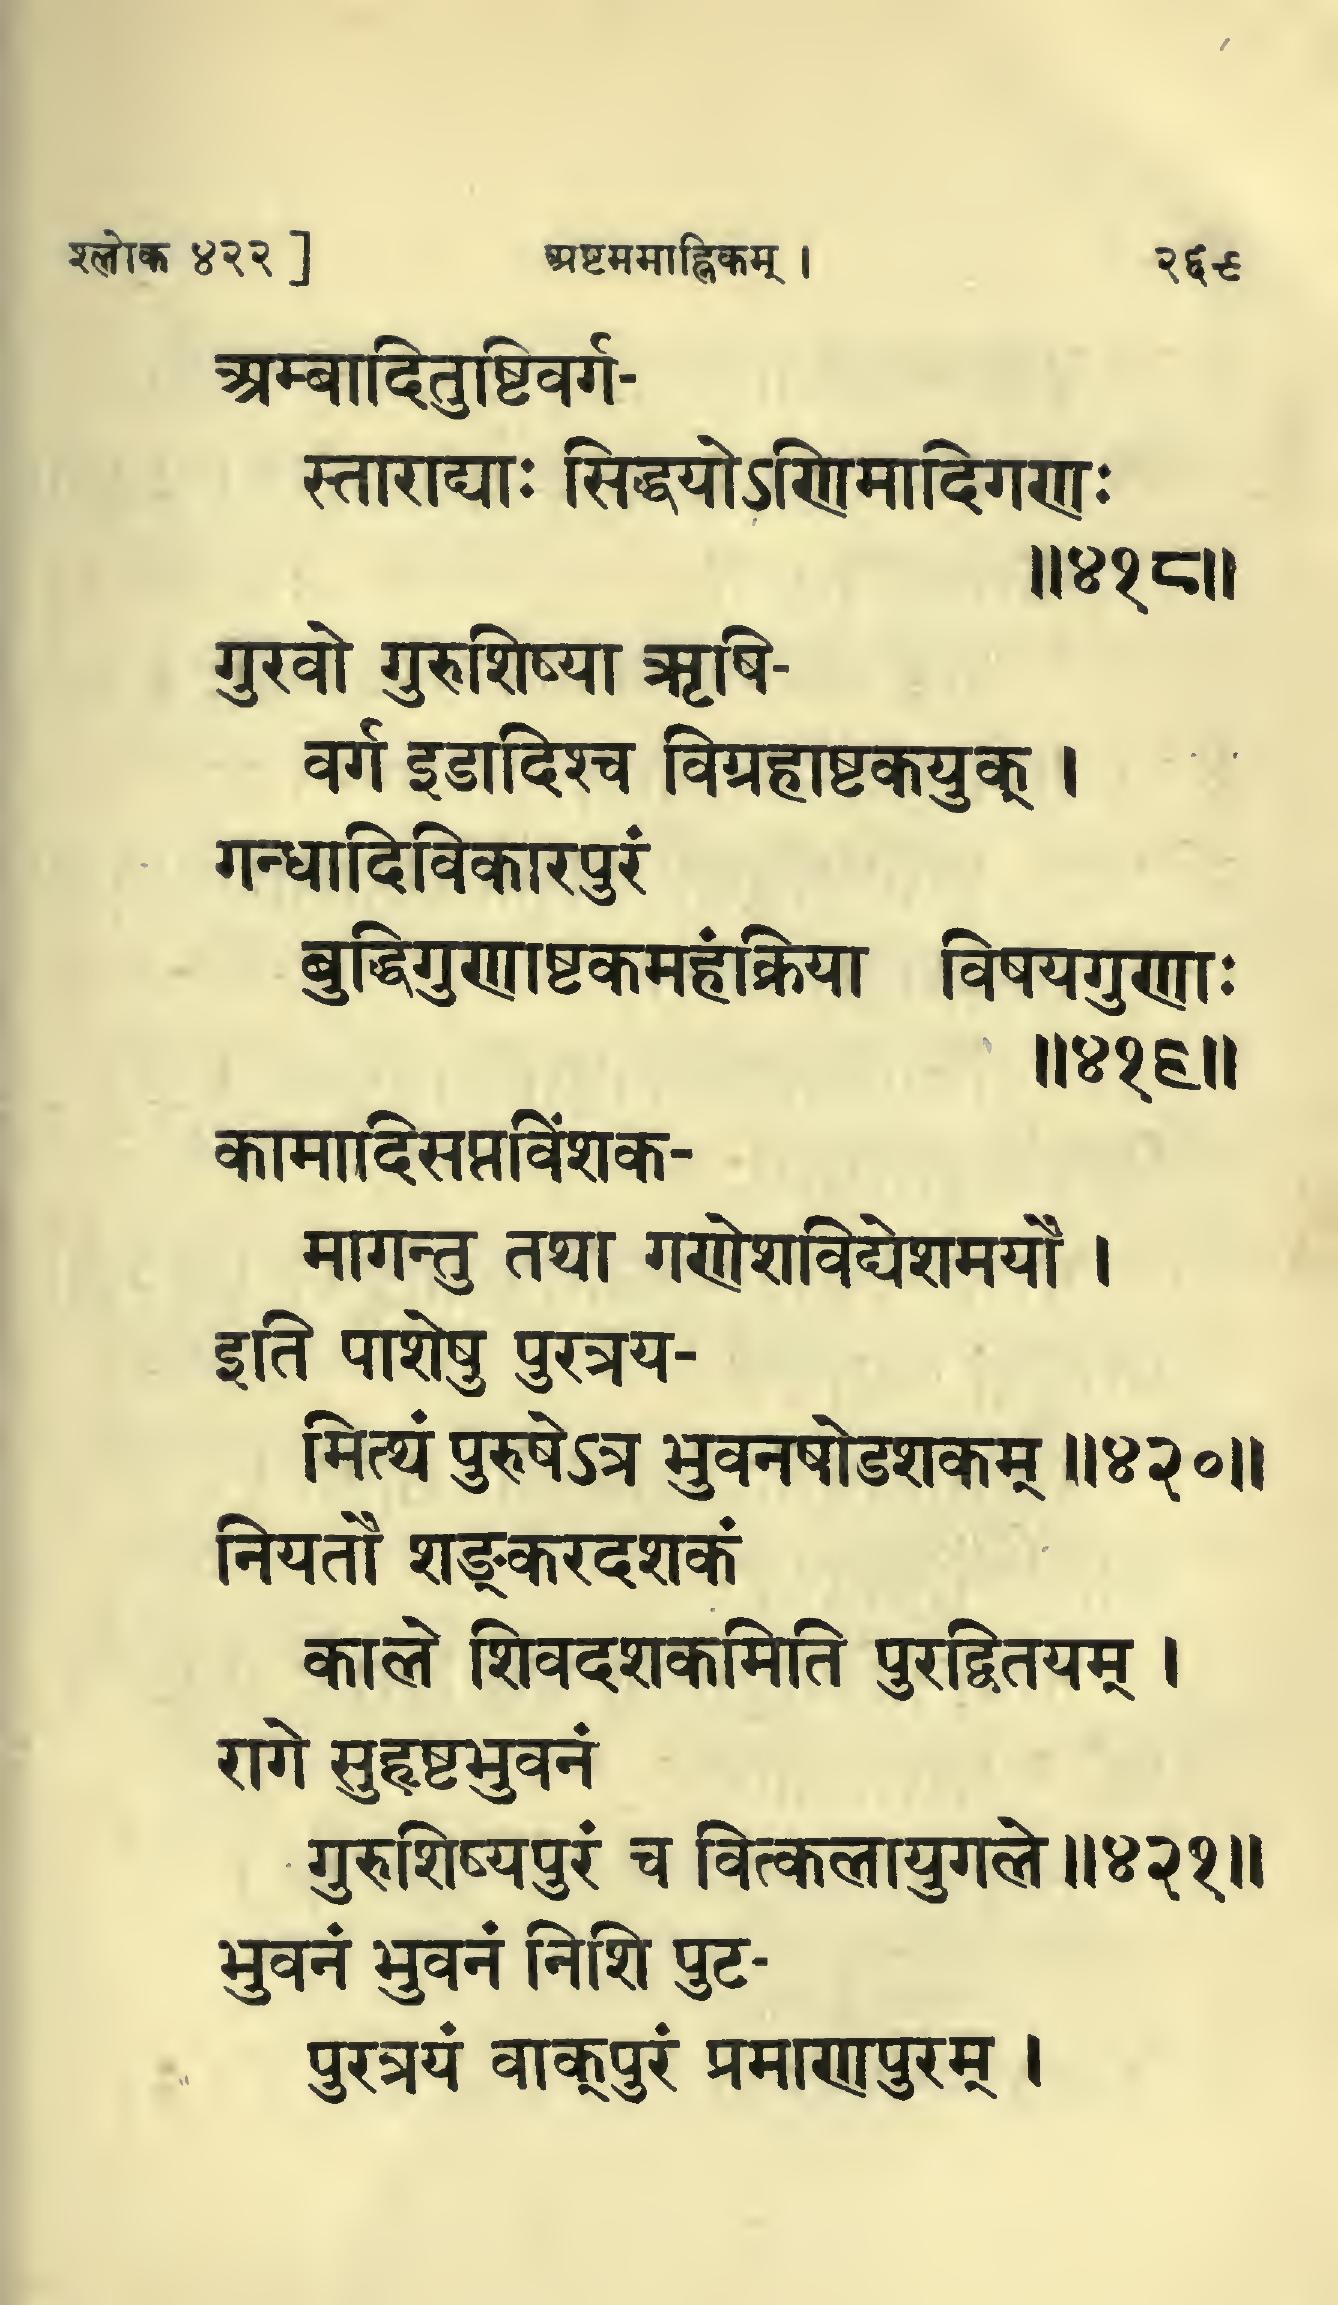 श्लोक ४२२ ] अष्टममाह्निकम् । २६९
अम्बादितुष्टिवर्ग-
स्ताराद्याः सिद्धयोऽणिमादिगणः
॥४१८॥
गुरवो गुरुशिष्या ऋषि-
वर्ग इडादिश्च विग्रहाष्टकयुक् ।
गन्धादिविकारपुरं
बुद्धिगुणाष्टकमहंक्रिया विषयगुणाः
॥४१९॥
कामादिसप्तविंशक-
मागन्तु तथा गणेशविद्येशमयौ ।
इति पाशेषु पुरत्रय-
मित्थं पुरुषेऽत्र भुवनषोडशकम् ॥४२०॥
नियतौ शङ्करदशकं
काले शिवदशकमिति पुरद्वितयम् ।
रागे सुहृष्टभुवनं
गुरुशिष्यपुरं च वित्कलायुगले ॥४२१॥
भुवनं भुवनं निशि पुट-
पुरत्रयं वाक्पुरं प्रमाणपुरम् ।